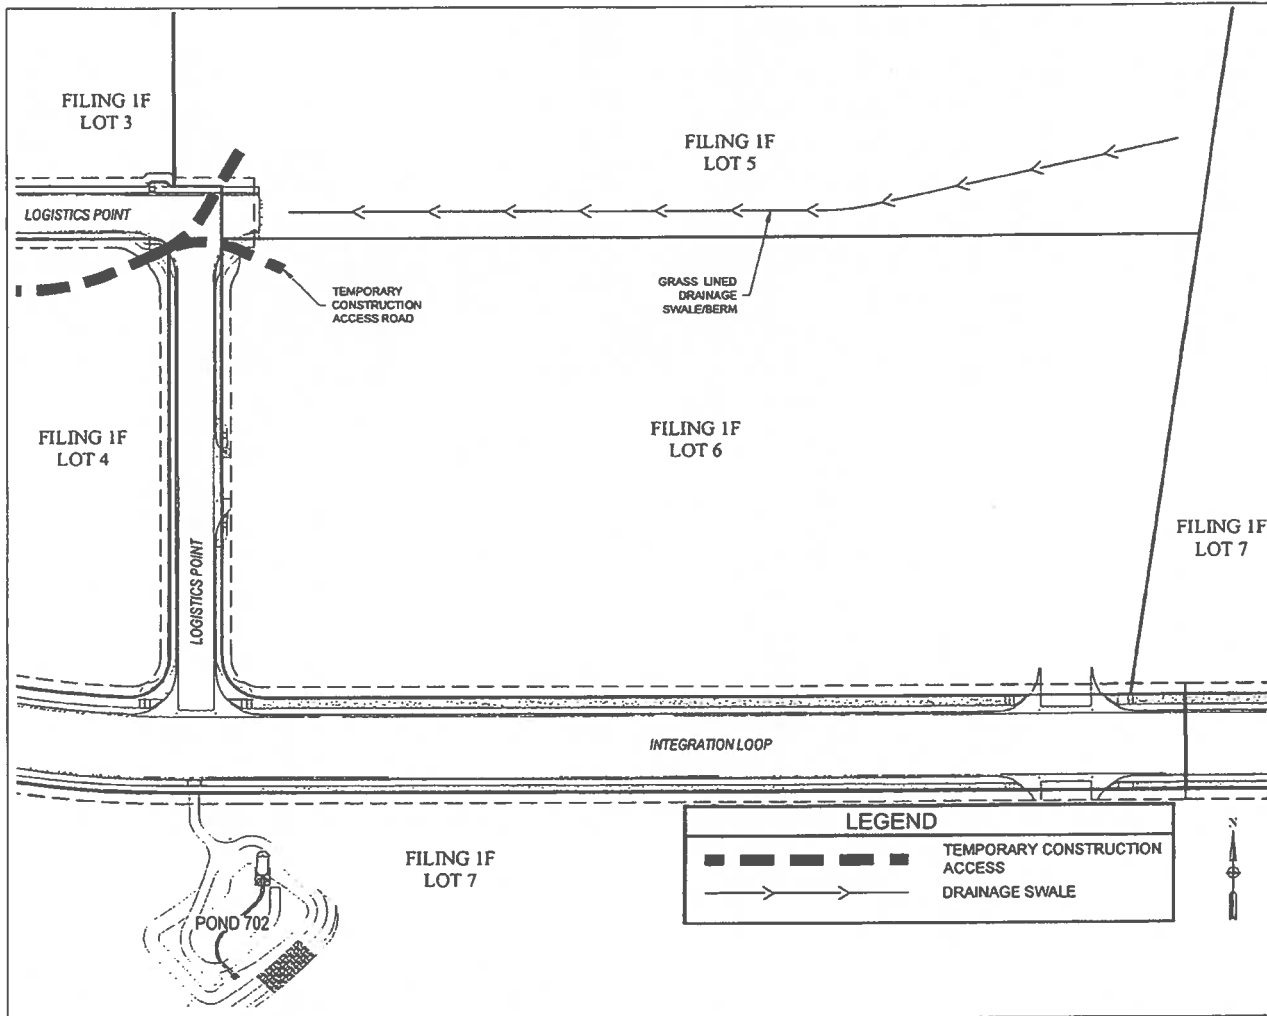 FILING 1F
LOT 3
FILING 1F
LOT 5
LOGISTICS POINT
TEMPORARY
CONSTRUCTION
ACCESS ROAD
GRASS LINED
DRAINAGE
SWALE/BERM
FILING 1F
LOT 4
FILING 1F
LOT 6
FILING 1F
LOT 7
LOGISTICS POINT
INTEGRATION LOOP
LEGEND
TEMPORARY CONSTRUCTION
ACCESS
DRAINAGE SWALE
N
FILING 1F
LOT 7
POND 702